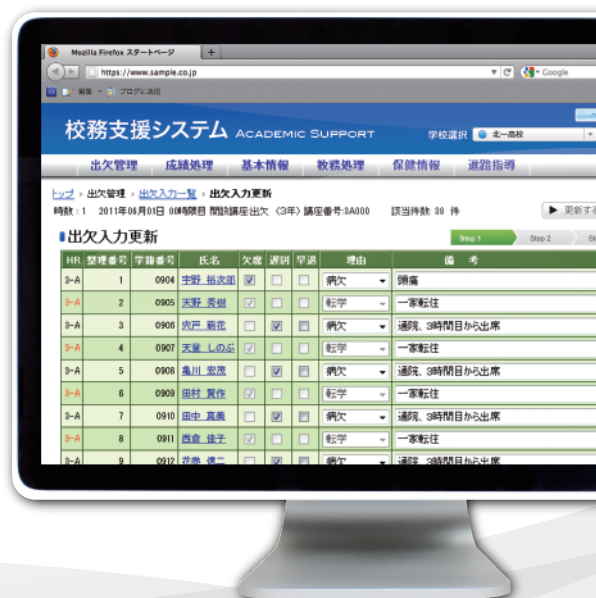 Mozilla Firefox スタートページ
https://www.sample.co.jp
Google
編集 ブログに送信
校務支援システム ACADEMIC SUPPORT 学校選択 北一高校
出欠管理 成績処理 基本情報 教務処理 保健情報 進路指導
トップ › 出欠管理 › 出欠入力一覧 › 出欠入力更新
時数:1 2011年06月01日 00時限目 開設講座出欠 (3年) 講座番号:3A000 該当件数 38 件 ▶ 更新する
出欠入力更新 Step 1 Step 2
HR 整理番号 学籍番号 氏名 欠席 遅刻 早退 理由 備考
3-A 1 0904 宇野 裕次郎 病欠 頭痛
3-A 2 0905 天野 秀樹 転学 一家転住
3-A 3 0906 宍戸 菊花 病欠 通院、3時間目から出席
3-A 4 0907 天童 しのぶ 転学 一家転住
3-A 5 0908 亀川 宏茂 病欠 通院、3時間目から出席
3-A 6 0909 田村 賢作 転学 一家転住
3-A 7 0910 田中 真美 病欠 通院、3時間目から出席
3-A 8 0911 西倉 佳子 転学 一家転住
3-A 9 0912 花巻 信二 病欠 通院、3時間目から出席